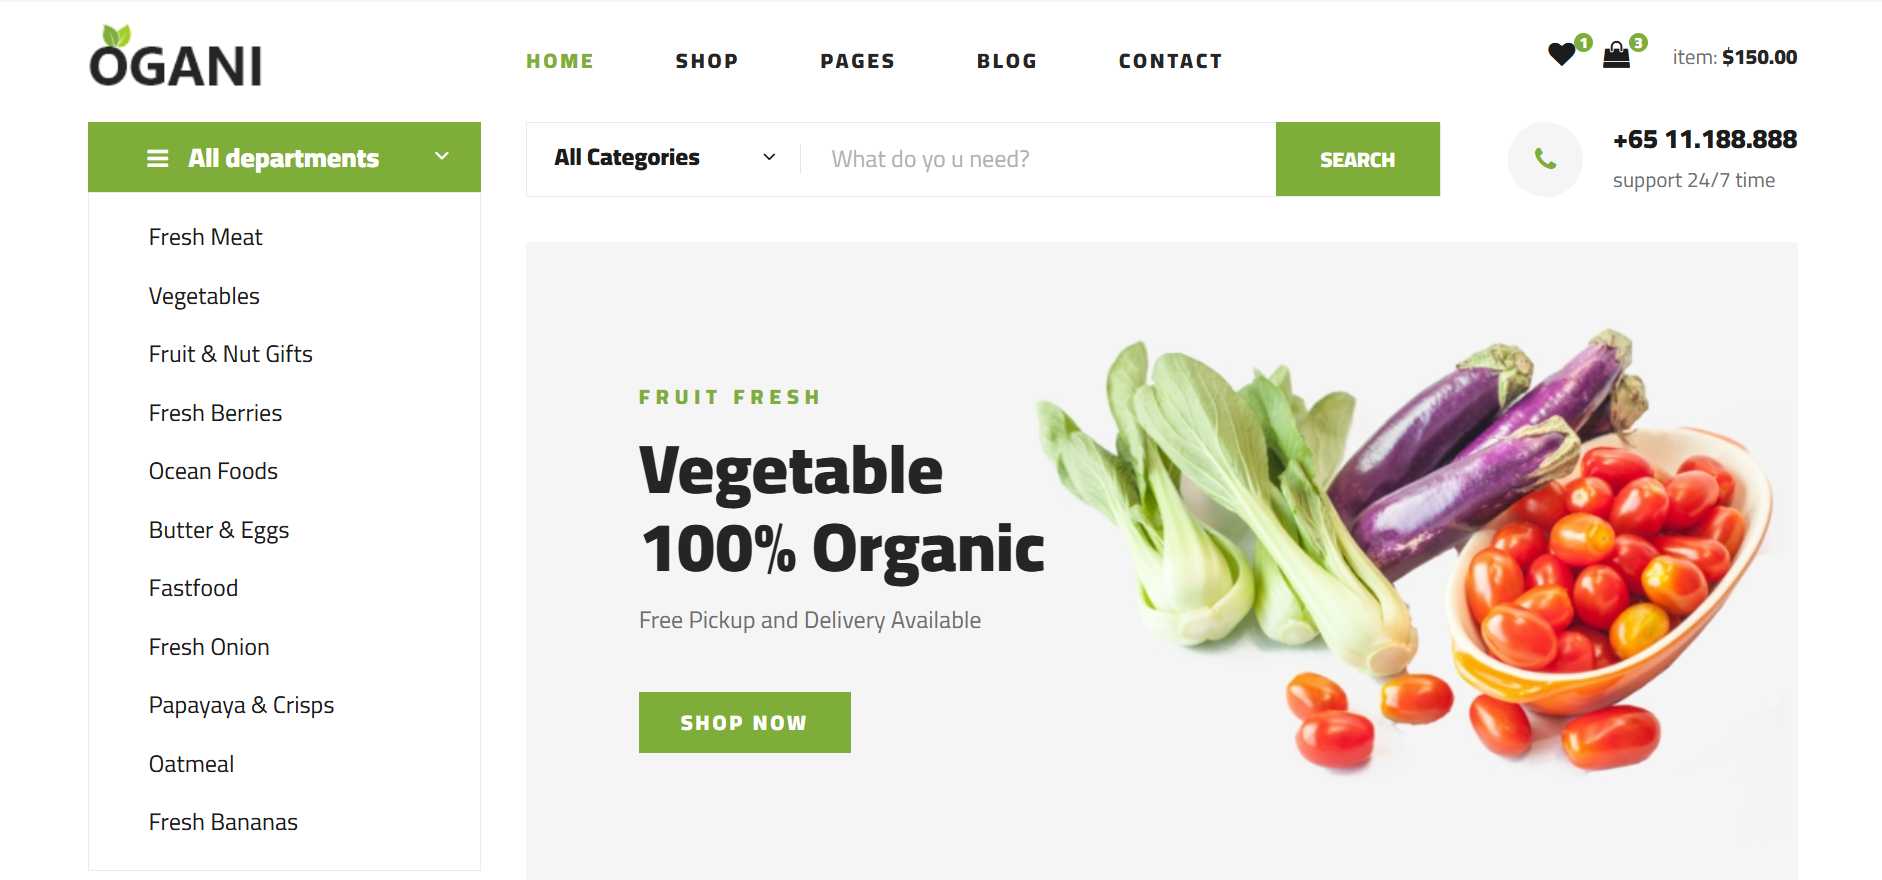 OGANI
HOME SHOP PAGES BLOG CONTACT
1 3 item: $150.00
All departments
All Categories What do yo u need? SEARCH
+65 11.188.888
support 24/7 time
Fresh Meat
Vegetables
Fruit & Nut Gifts
Fresh Berries
Ocean Foods
Butter & Eggs
Fastfood
Fresh Onion
Papayaya & Crisps
Oatmeal
Fresh Bananas
FRUIT FRESH
Vegetable
100% Organic
Free Pickup and Delivery Available
SHOP NOW